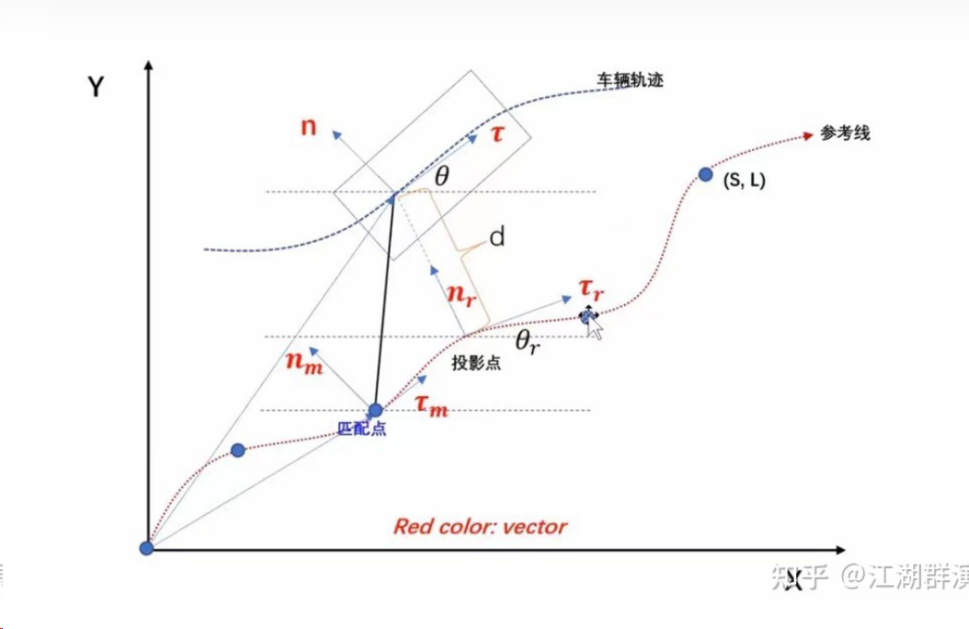 Y
车辆轨迹
n
τ
参考线
θ
(S, L)
d
n_r
τ_r
θ_r
n_m
投影点
τ_m
匹配点
Red color: vector
X
知乎 @江湖群演